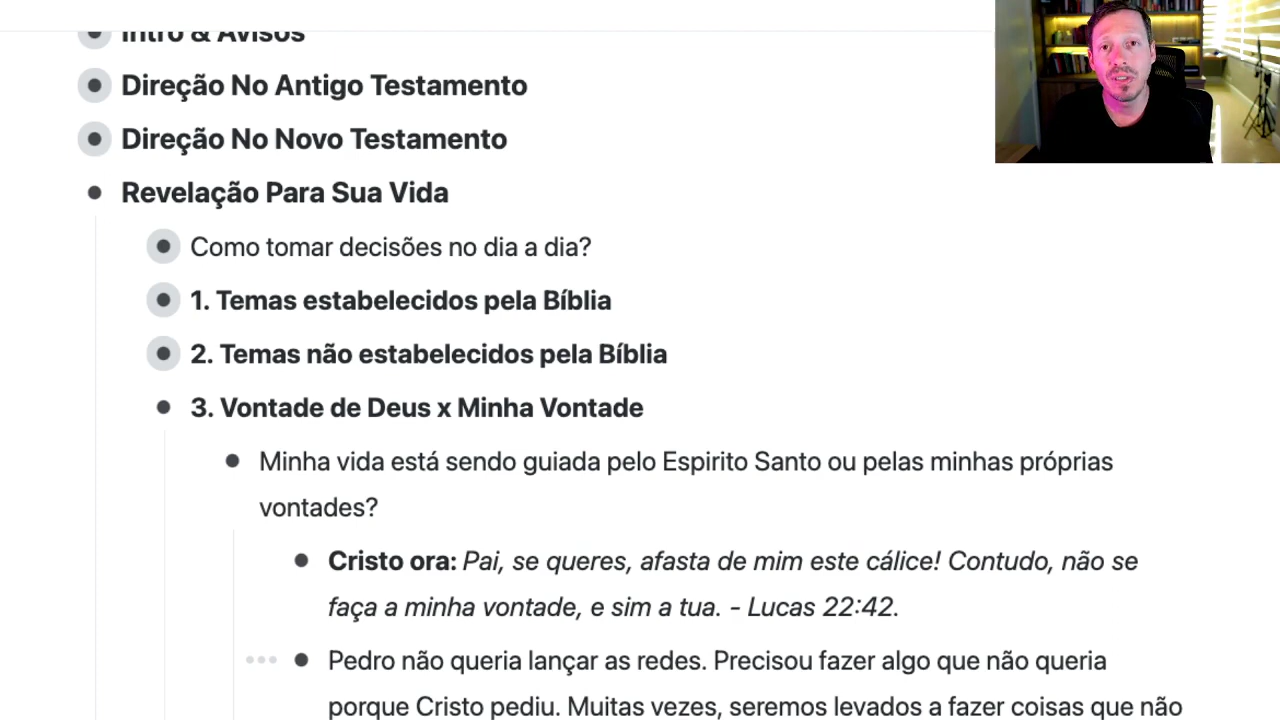 Intro & Avisos
Direção No Antigo Testamento
Direção No Novo Testamento
Revelação Para Sua Vida
Como tomar decisões no dia a dia?
1. Temas estabelecidos pela Bíblia
2. Temas não estabelecidos pela Bíblia
3. Vontade de Deus x Minha Vontade
Minha vida está sendo guiada pelo Espirito Santo ou pelas minhas próprias
vontades?
Cristo ora: Pai, se queres, afasta de mim este cálice! Contudo, não se
faça a minha vontade, e sim a tua. - Lucas 22:42.
Pedro não queria lançar as redes. Precisou fazer algo que não queria
porque Cristo pediu. Muitas vezes, seremos levados a fazer coisas que não